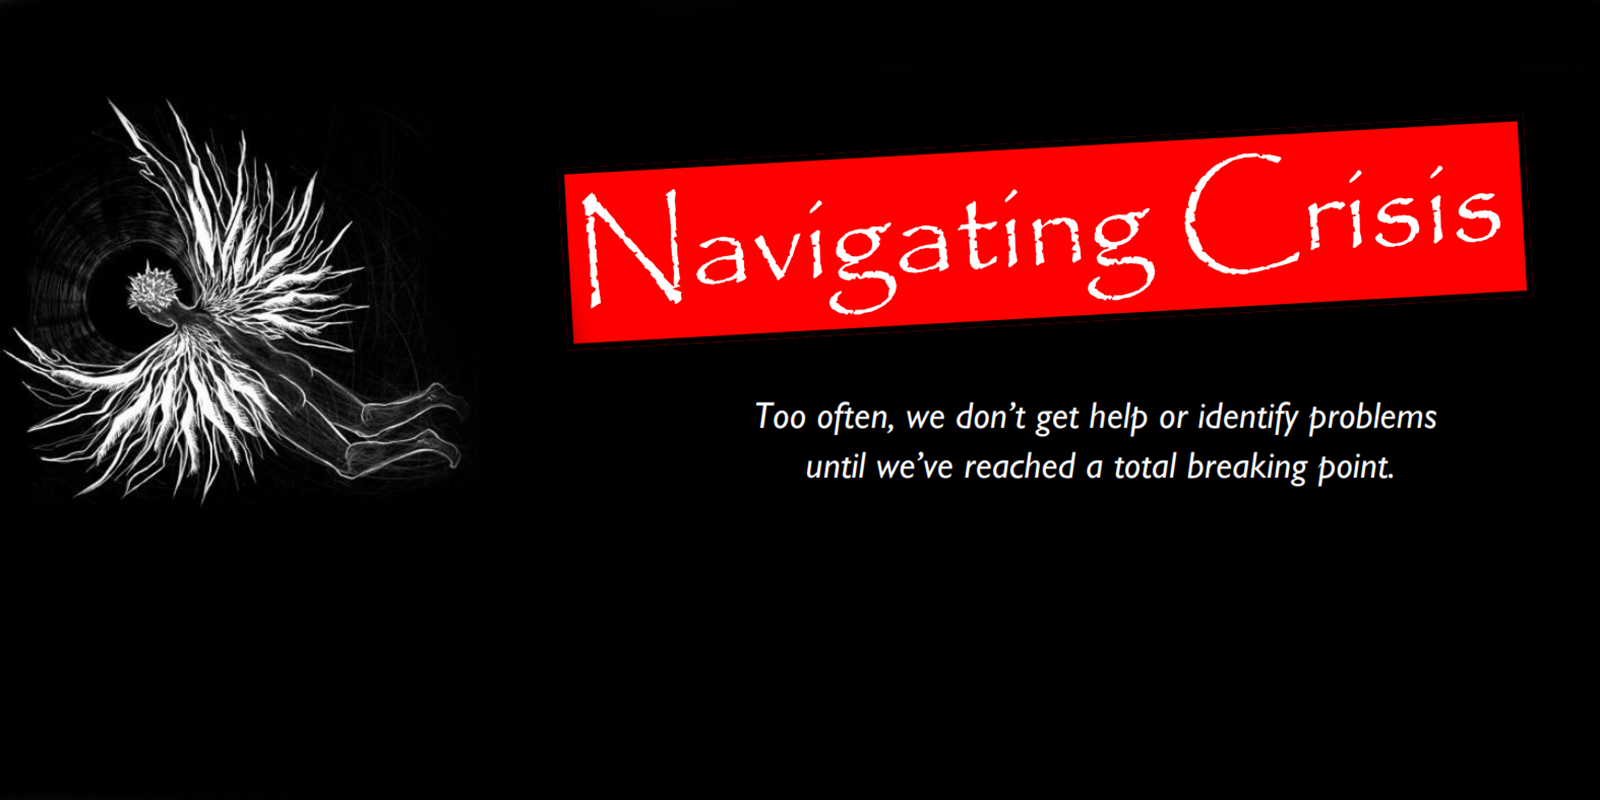 Navigating Crisis
Too often, we don’t get help or identify problems
until we’ve reached a total breaking point.